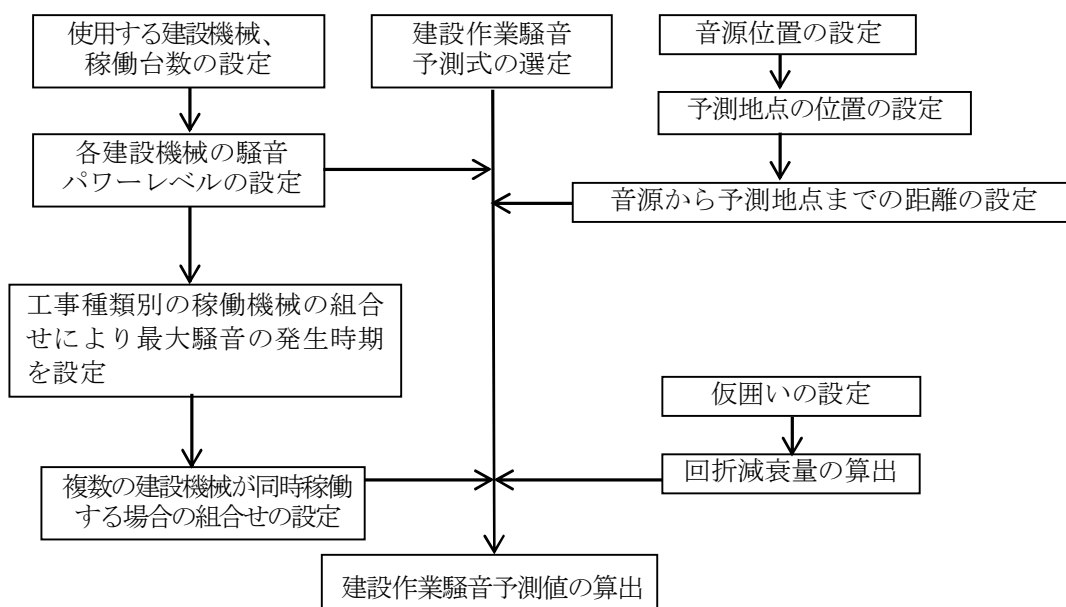 使用する建設機械、
稼働台数の設定
建設作業騒音
予測式の選定
音源位置の設定
予測地点の位置の設定
各建設機械の騒音
パワーレベルの設定
音源から予測地点までの距離の設定
工事種類別の稼働機械の組合
せにより最大騒音の発生時期
を設定
仮囲いの設定
回折減衰量の算出
複数の建設機械が同時稼働
する場合の組合せの設定
建設作業騒音予測値の算出